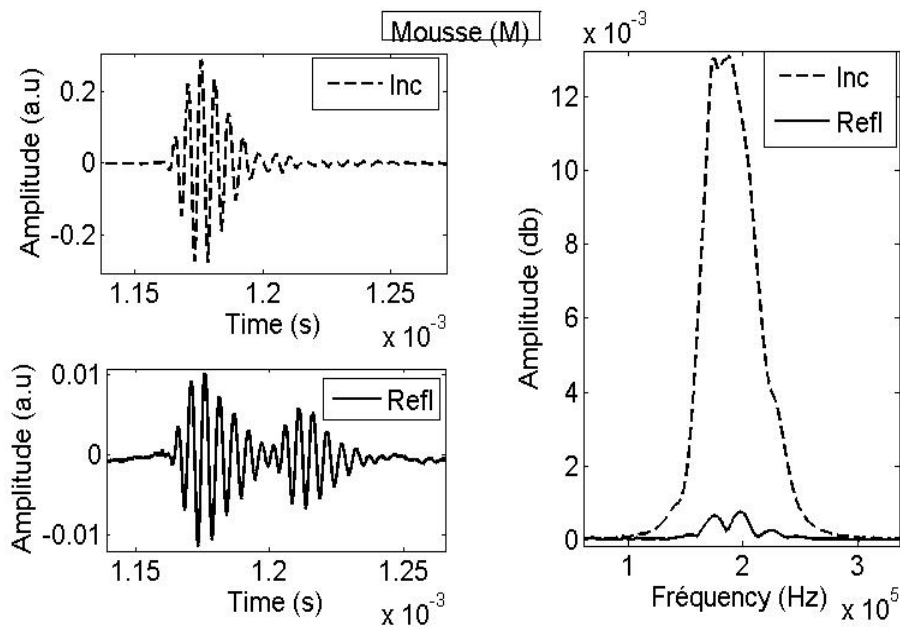 Mousse (M)
Amplitude (a.u)
0.2
0
-0.2
Inc
1.15
1.2
1.25
Time (s)
x 10-3
Amplitude (a.u)
0.01
0
-0.01
Refl
1.15
1.2
1.25
Time (s)
x 10-3
x 10-3
Amplitude (db)
12
10
8
6
4
2
0
Inc
Refl
1
2
3
Fréquency (Hz)
x 105